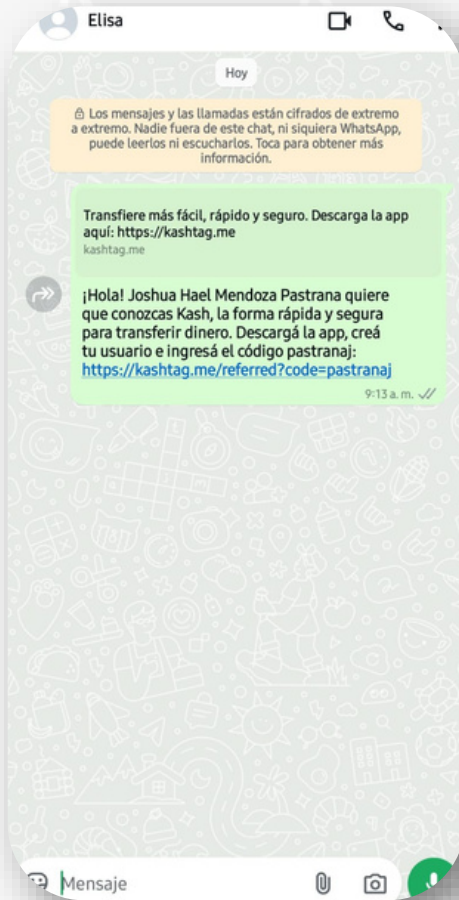 Elisa
Hoy
Los mensajes y las llamadas están cifrados de extremo
a extremo. Nadie fuera de este chat, ni siquiera WhatsApp,
puede leerlos ni escucharlos. Toca para obtener más
información.
Transfiere más fácil, rápido y seguro. Descarga la app
aquí: https://kashtag.me
kashtag.me
¡Hola! Joshua Hael Mendoza Pastrana quiere
que conozcas Kash, la forma rápida y segura
para transferir dinero. Descargá la app, creá
tu usuario e ingresá el código pastranaj:
https://kashtag.me/referred?code=pastranaj
9:13 a. m.
Mensaje